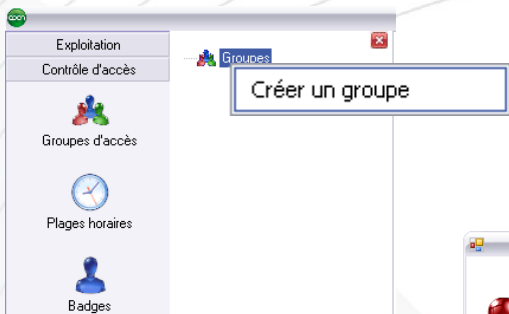 Exploitation
Contrôle d'accès
Groupes
Créer un groupe
Groupes d'accès
Plages horaires
Badges